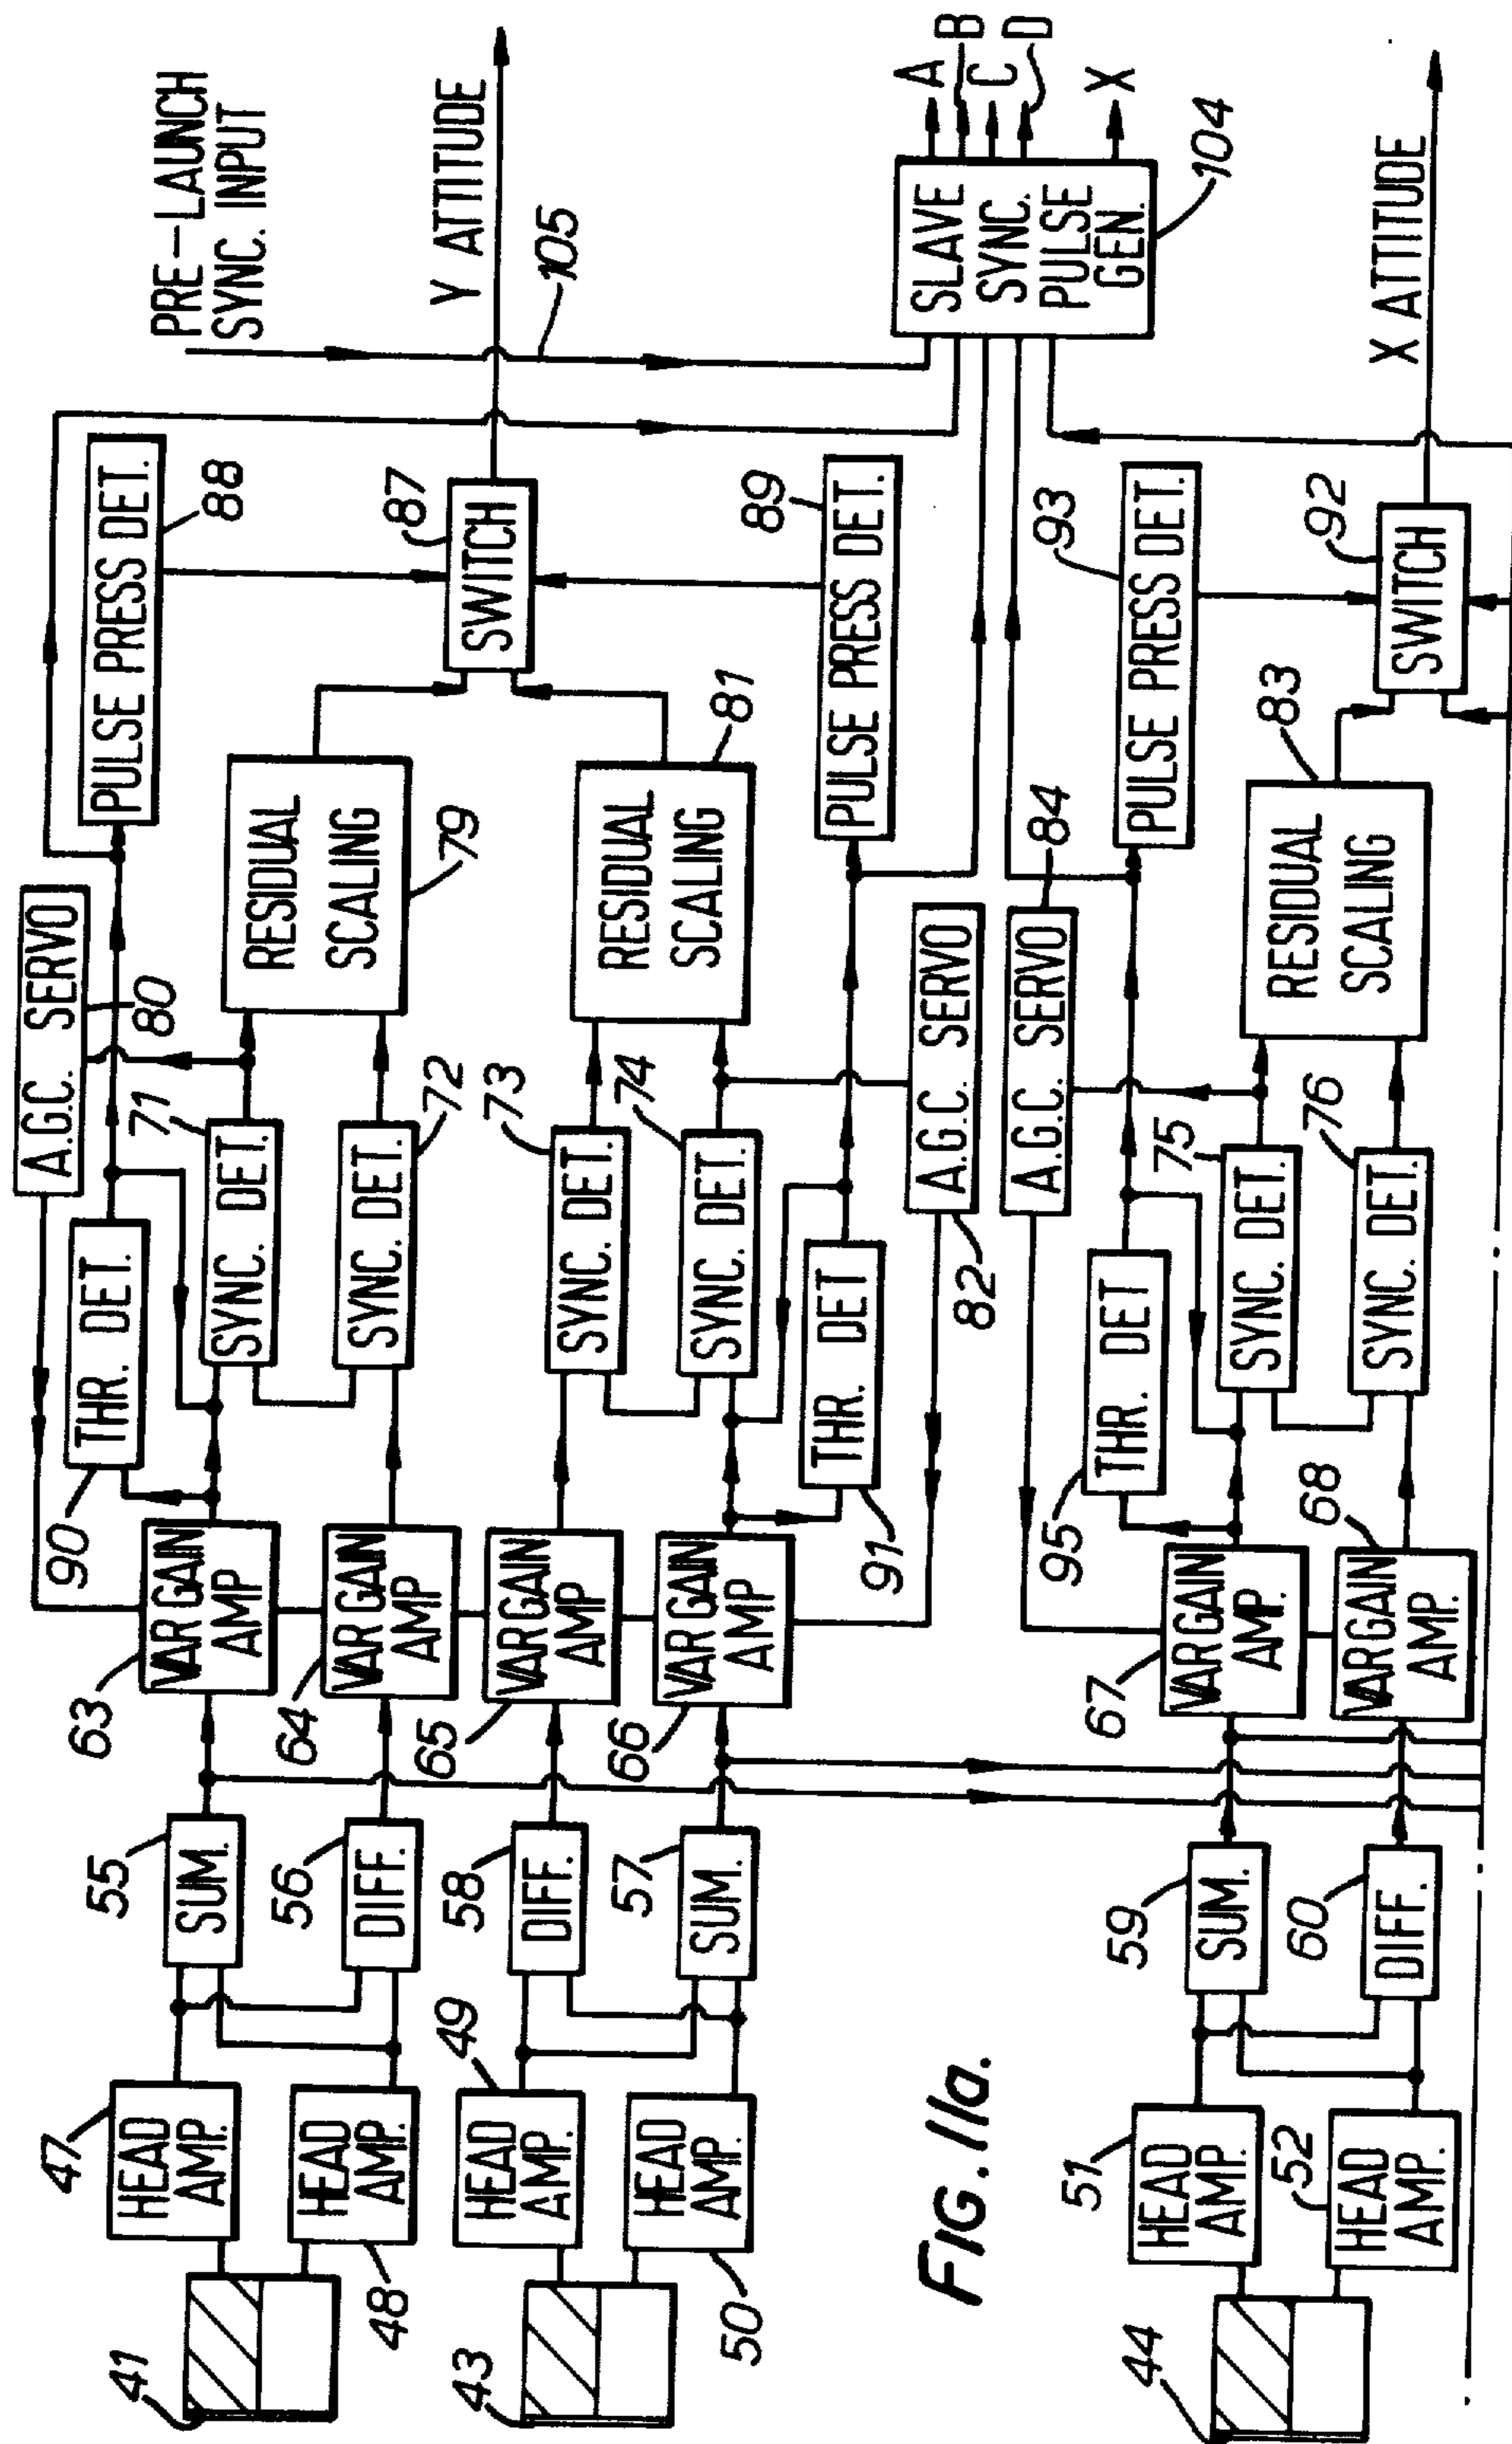 PRE-LAUNCH
SYNC. INPUT
Y ATTITUDE
105
A
B
C
D
X
SLAVE
SYNC.
PULSE
GEN.
104
X ATTITUDE
PULSE PRESS DET.
88
87
SWITCH
89
PULSE PRESS DET.
93
PULSE PRESS DET.
92
SWITCH
A.G.C. SERVO
80
RESIDUAL
SCALING
79
RESIDUAL
SCALING
81
84
A.G.C. SERVO
RESIDUAL
SCALING
83
90
THR. DET.
71
SYNC. DET.
SYNC. DET.
72
73
SYNC. DET.
74
SYNC. DET.
THR. DET
91
A.G.C. SERVO
82
95
THR. DET
75
SYNC. DET.
76
SYNC. DET.
63
VAR GAIN
AMP
64
VAR GAIN
AMP
65
VAR GAIN
AMP
66
VAR GAIN
AMP
67
VAR GAIN
AMP.
68
VAR GAIN
AMP.
55
SUM.
56
DIFF.
58
DIFF.
57
SUM.
59
SUM.
60
DIFF.
47
HEAD
AMP.
HEAD
AMP.
48
49
HEAD
AMP.
HEAD
AMP.
50
51
HEAD
AMP.
52
HEAD
AMP.
41
43
44
FIG. 11a.